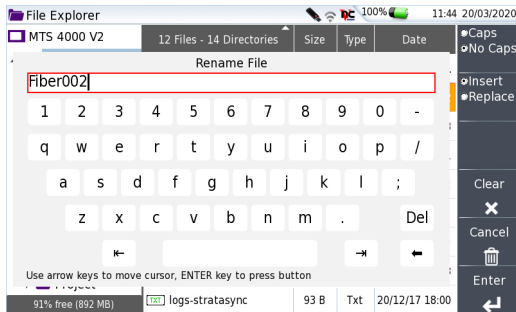 File Explorer
100%
11:44 20/03/2020
MTS 4000 V2
12 Files - 14 Directories
Size
Type
Date
Caps
No Caps
Rename File
Fiber002
Insert
Replace
1 2 3 4 5 6 7 8 9 0 -
q w e r t y u i o p /
a s d f g h j k l ;
Clear
z x c v b n m . Del
Cancel
Use arrow keys to move cursor, ENTER key to press button
Enter
91% free (892 MB)
TXT logs-stratasync 93 B Txt 20/12/17 18:00